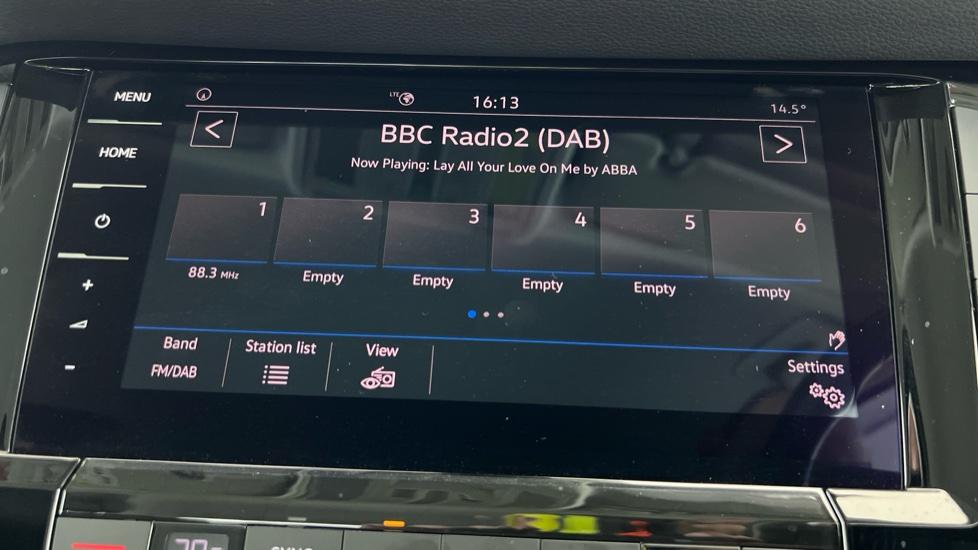 MENU
LTE 16:13 14.5°
< BBC Radio2 (DAB) >
Now Playing: Lay All Your Love On Me by ABBA
HOME
1 2 3 4 5 6
88.3 MHz Empty Empty Empty Empty Empty
+
-
Band Station list View
FM/DAB
Settings
SYNC